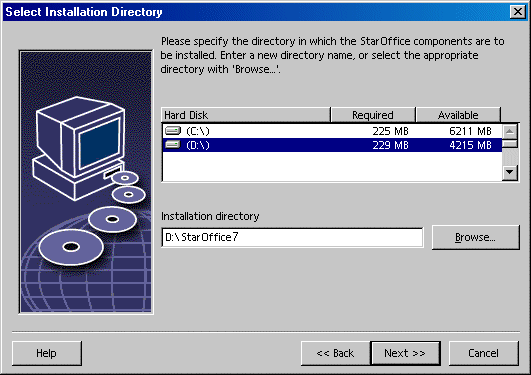 Select Installation Directory
Please specify the directory in which the StarOffice components are to
be installed. Enter a new directory name, or select the appropriate
directory with 'Browse...'.
Hard Disk Required Available
(C:\) 225 MB 6211 MB
(D:\) 229 MB 4215 MB
Installation directory
D:\StarOffice7
Browse...
Help
<< Back
Next >>
Cancel